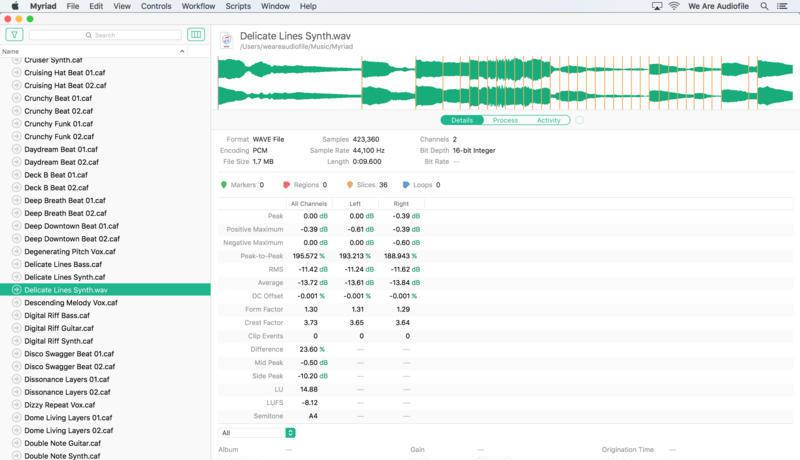 Myriad File Edit View Controls Workflow Scripts Window Help We Are Audiofile
Search
Name
Cruiser Synth.caf
Cruising Hat Beat 01.caf
Cruising Hat Beat 02.caf
Crunchy Beat 01.caf
Crunchy Beat 02.caf
Crunchy Funk 01.caf
Crunchy Funk 02.caf
Daydream Beat 01.caf
Daydream Beat 02.caf
Deck B Beat 01.caf
Deck B Beat 02.caf
Deep Breath Beat 01.caf
Deep Breath Beat 02.caf
Deep Downtown Beat 01.caf
Deep Downtown Beat 02.caf
Degenerating Pitch Vox.caf
Delicate Lines Bass.caf
Delicate Lines Synth.caf
Delicate Lines Synth.wav
Descending Melody Vox.caf
Digital Riff Bass.caf
Digital Riff Guitar.caf
Digital Riff Synth.caf
Disco Swagger Beat 01.caf
Disco Swagger Beat 02.caf
Dissonance Layers 01.caf
Dissonance Layers 02.caf
Dizzy Repeat Vox.caf
Dome Living Layers 01.caf
Dome Living Layers 02.caf
Double Note Guitar.caf
Double Note Synth.caf
Delicate Lines Synth.wav
/Users/weareaudiofile/Music/Myriad
Details Process Activity
Format WAVE File Samples 423,360 Channels 2
Encoding PCM Sample Rate 44,100 Hz Bit Depth 16-bit Integer
File Size 1.7 MB Length 0:09.600 Bit Rate —
Markers 0 Regions 0 Slices 36 Loops 0
All Channels Left Right
Peak 0.00 dB 0.00 dB -0.39 dB
Positive Maximum -0.39 dB -0.61 dB -0.39 dB
Negative Maximum 0.00 dB 0.00 dB -0.60 dB
Peak-to-Peak 195.572 % 193.213 % 188.943 %
RMS -11.42 dB -11.24 dB -11.62 dB
Average -13.72 dB -13.61 dB -13.84 dB
DC Offset -0.001 % -0.001 % -0.001 %
Form Factor 1.30 1.31 1.29
Crest Factor 3.73 3.65 3.64
Clip Events 0 0 0
Difference 23.60 % — —
Mid Peak -0.50 dB — —
Side Peak -10.20 dB — —
LU 14.88 — —
LUFS -8.12 — —
Semitone A4 — —
All
Album — Gain — Origination Time —